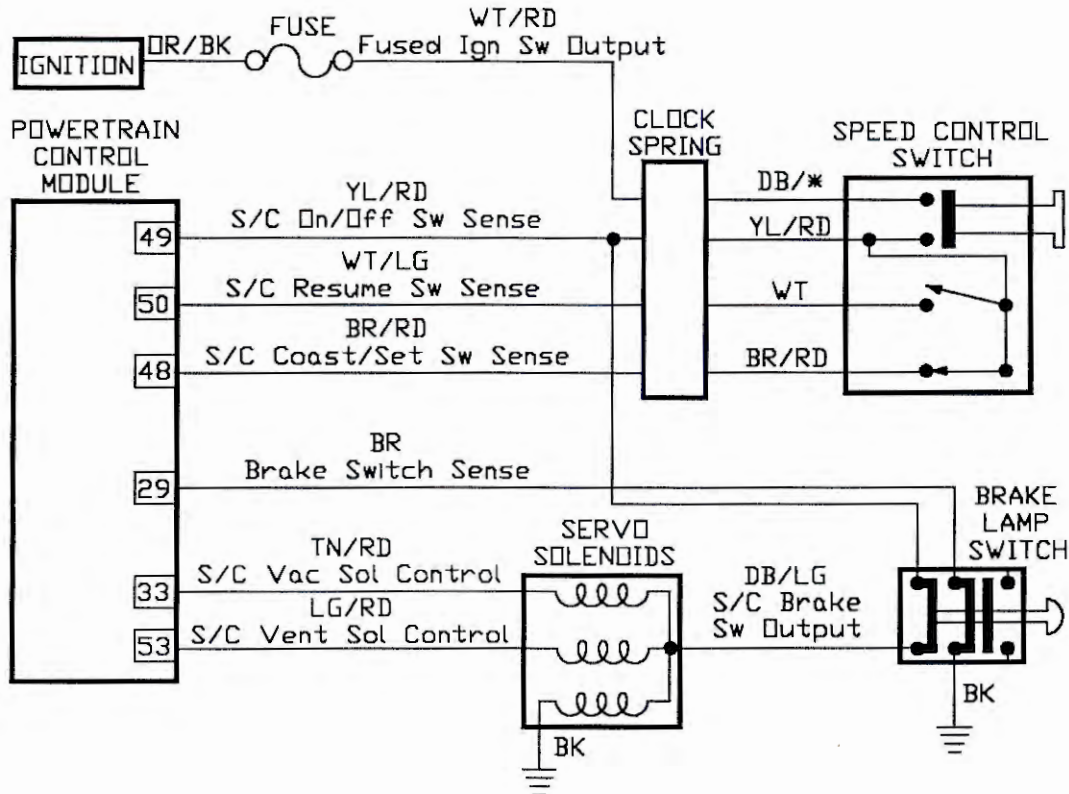 FUSE
WT/RD
IGNITION
OR/BK
Fused Ign Sw Output
POWERTRAIN
CONTROL
MODULE
CLOCK
SPRING
SPEED CONTROL
SWITCH
YL/RD
DB/*
49
S/C On/Off Sw Sense
YL/RD
WT/LG
50
S/C Resume Sw Sense
WT
BR/RD
48
S/C Coast/Set Sw Sense
BR/RD
BR
29
Brake Switch Sense
BRAKE
LAMP
SWITCH
SERVO
SOLENOIDS
TN/RD
33
S/C Vac Sol Control
DB/LG
S/C Brake
Sw Output
LG/RD
53
S/C Vent Sol Control
BK
BK